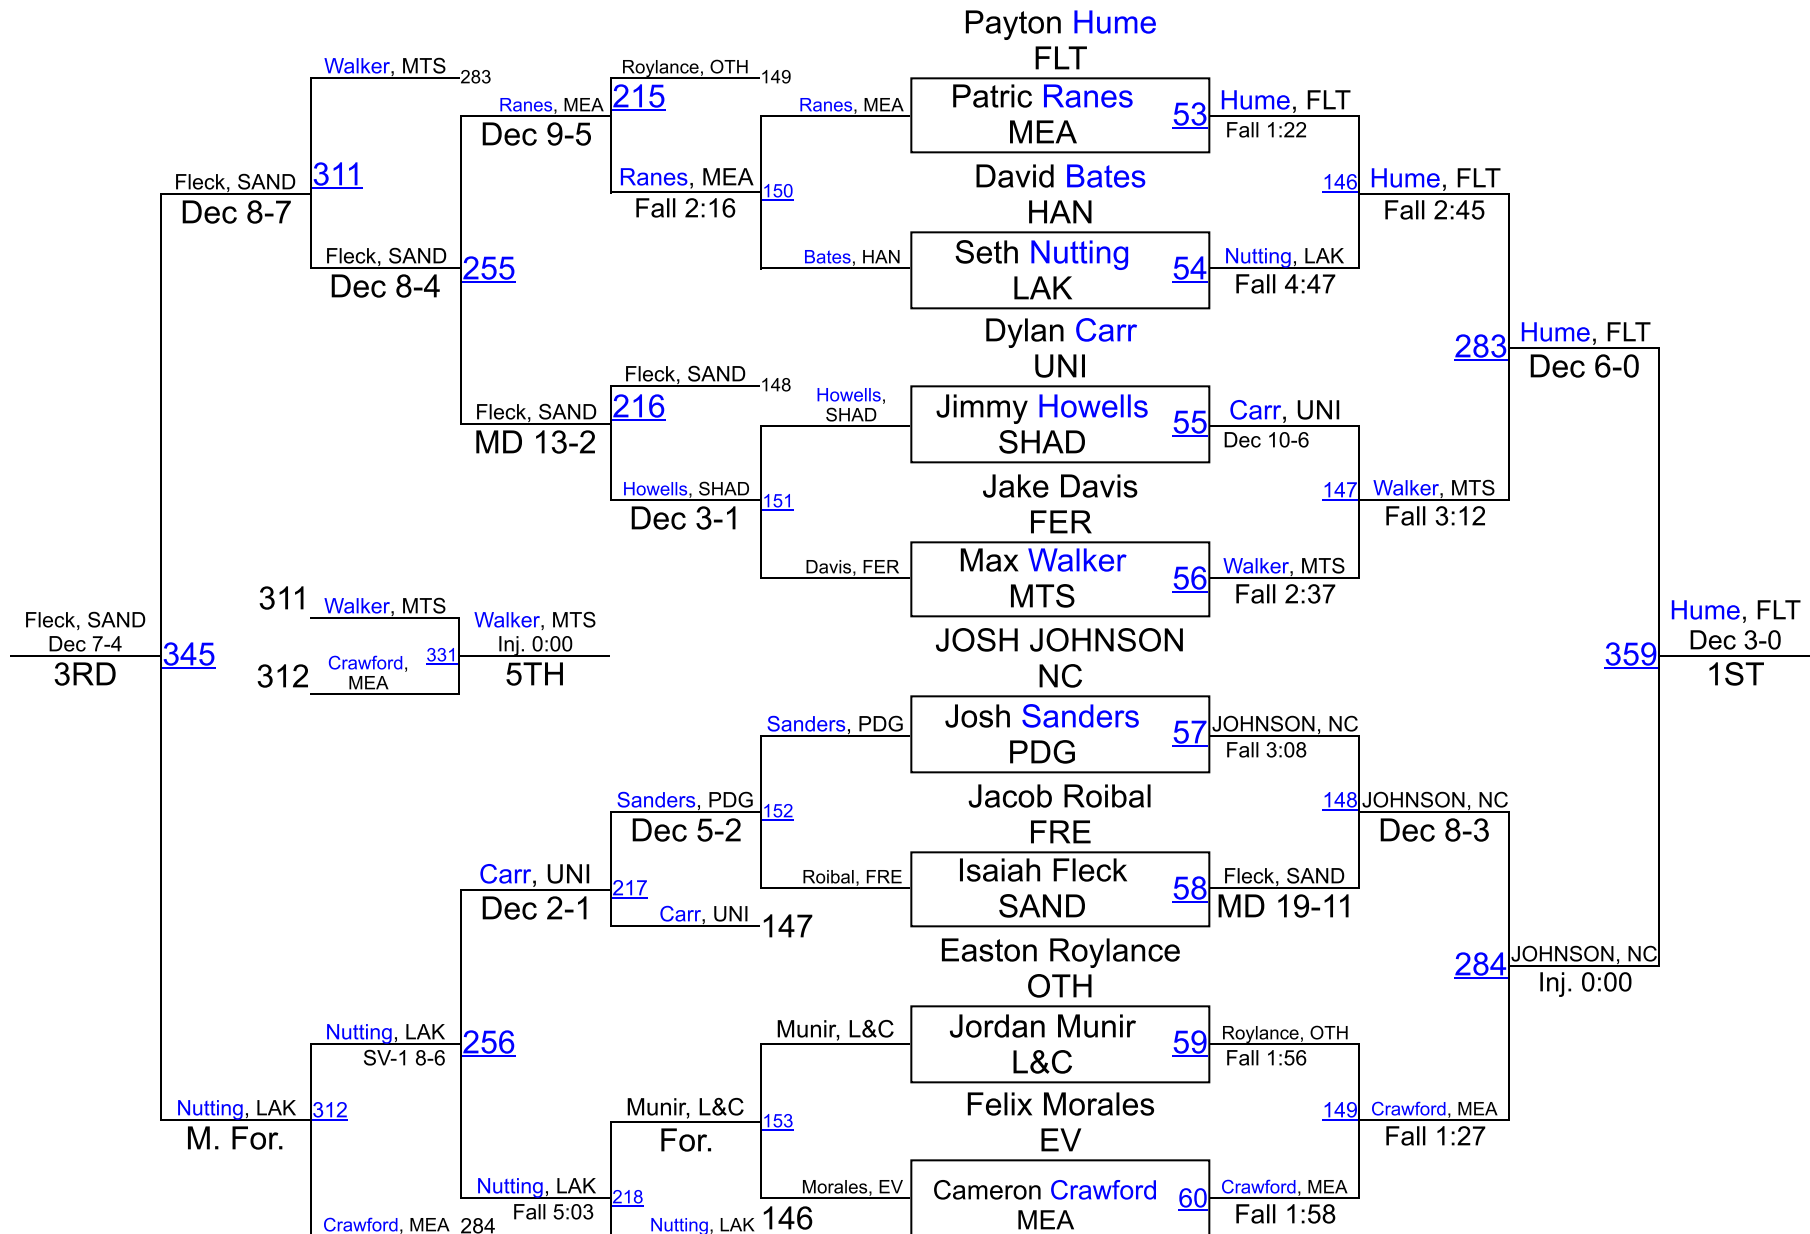 Payton Hume
FLT
Walker, MTS
283
Roylance, OTH
149
Ranes, MEA
215
Dec 9-5
Ranes, MEA
Patric Ranes
MEA
53
Hume, FLT
Fall 1:22
311
Fleck, SAND
Dec 8-7
Ranes, MEA
Fall 2:16
150
David Bates
HAN
146
Hume, FLT
Fall 2:45
Fleck, SAND
Dec 8-4
255
Bates, HAN
Seth Nutting
LAK
54
Nutting, LAK
Fall 4:47
Dylan Carr
UNI
283
Hume, FLT
Dec 6-0
Fleck, SAND
148
Fleck, SAND
MD 13-2
216
Howells,
SHAD
Jimmy Howells
SHAD
55
Carr, UNI
Dec 10-6
Howells, SHAD
Dec 3-1
151
Jake Davis
FER
147
Walker, MTS
Fall 3:12
Davis, FER
Max Walker
MTS
56
Walker, MTS
Fall 2:37
Fleck, SAND
Dec 7-4
3RD
345
311
Walker, MTS
312
Crawford,
MEA
331
Walker, MTS
Inj. 0:00
5TH
JOSH JOHNSON
NC
359
Hume, FLT
Dec 3-0
1ST
Sanders, PDG
Josh Sanders
PDG
57
JOHNSON, NC
Fall 3:08
Sanders, PDG
Dec 5-2
152
Jacob Roibal
FRE
148
JOHNSON, NC
Dec 8-3
Carr, UNI
Dec 2-1
217
Roibal, FRE
Isaiah Fleck
SAND
58
Fleck, SAND
MD 19-11
Carr, UNI
147
Easton Roylance
OTH
284
JOHNSON, NC
Inj. 0:00
Nutting, LAK
SV-1 8-6
256
Munir, L&C
Jordan Munir
L&C
59
Roylance, OTH
Fall 1:56
Nutting, LAK
M. For.
312
Munir, L&C
For.
153
Felix Morales
EV
149
Crawford, MEA
Fall 1:27
Nutting, LAK
Fall 5:03
218
Morales, EV
Cameron Crawford
MEA
60
Crawford, MEA
Fall 1:58
Crawford, MEA
284
Nutting, LAK
146